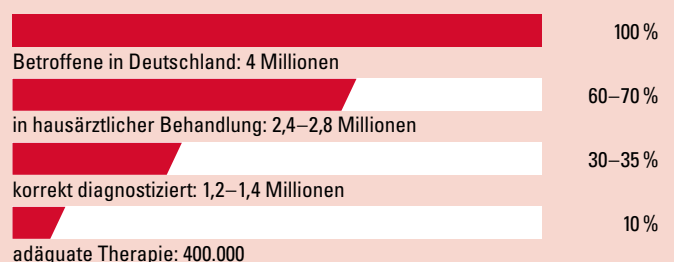 100 %
Betroffene in Deutschland: 4 Millionen
60–70 %
in hausärztlicher Behandlung: 2,4–2,8 Millionen
30–35 %
korrekt diagnostiziert: 1,2–1,4 Millionen
10 %
adäquate Therapie: 400.000